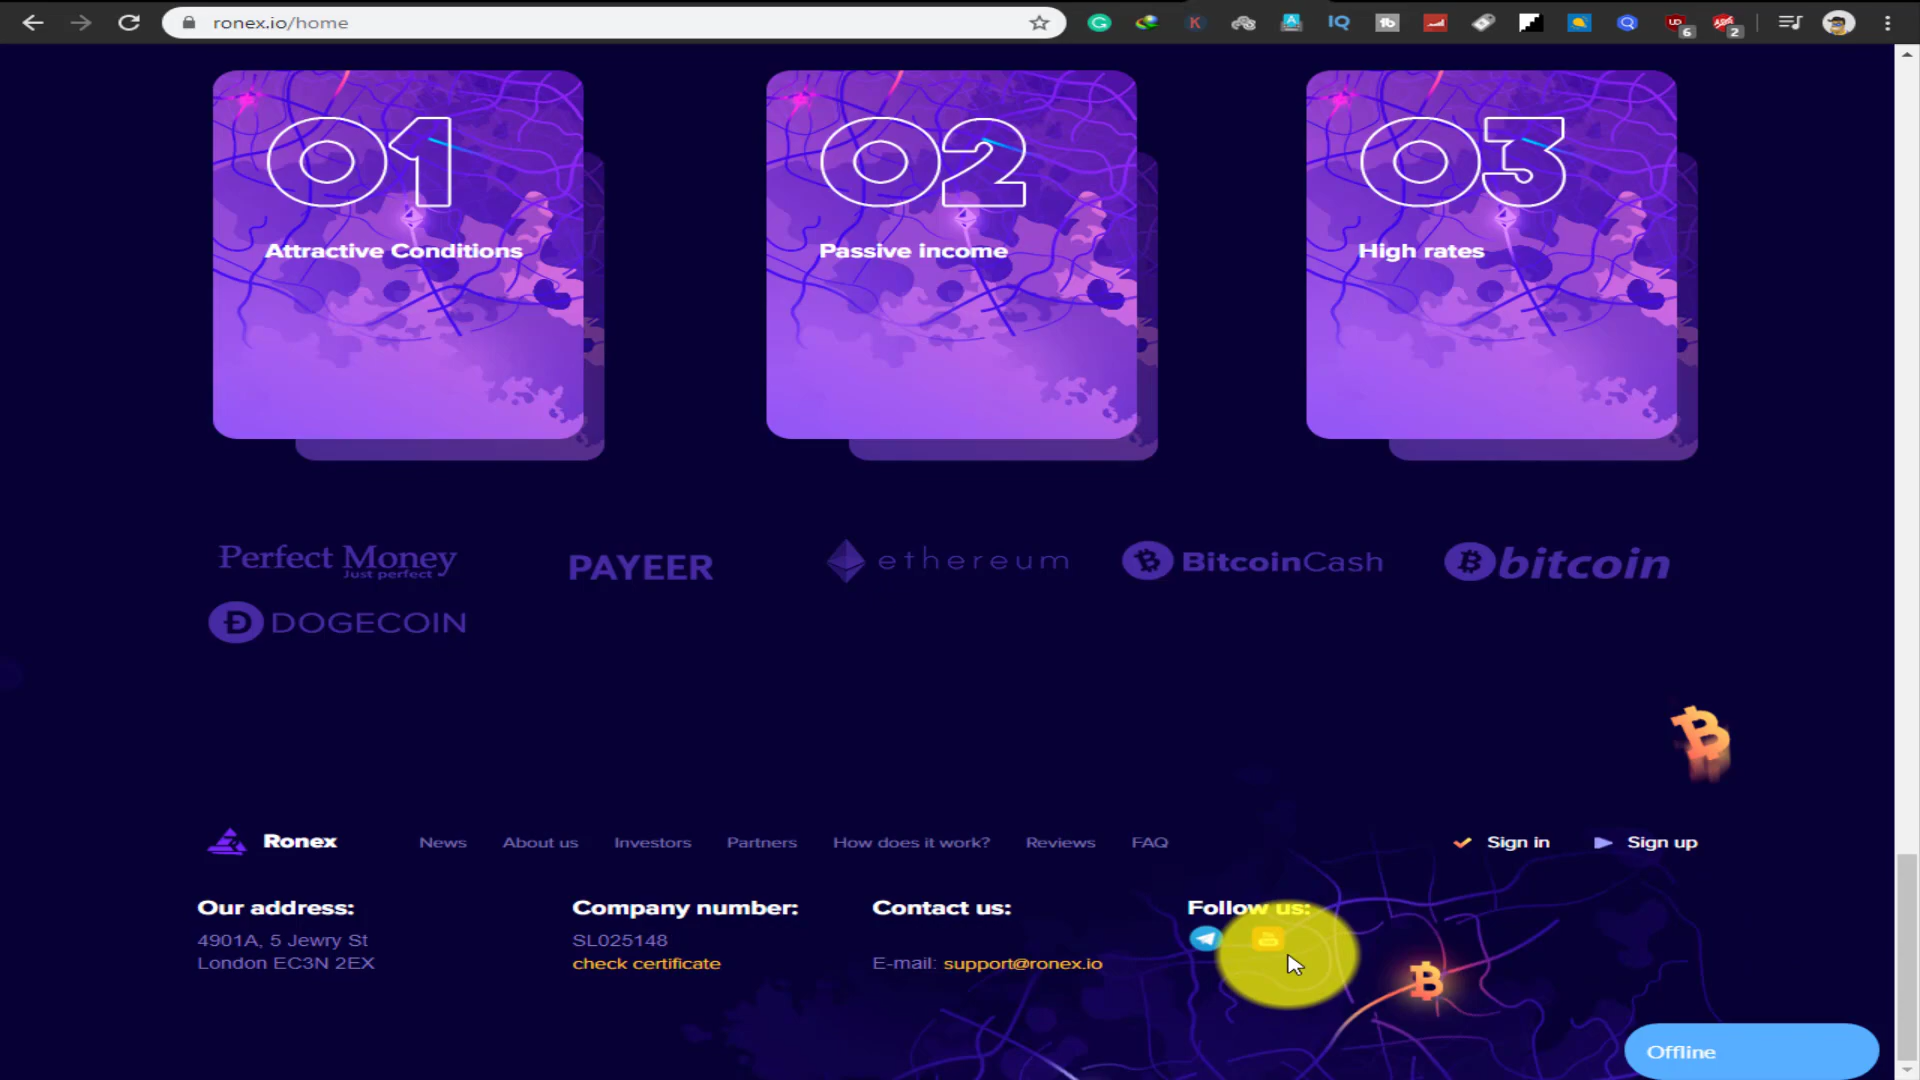 ronex.io/home
IQ
6
2
01
02
03
Attractive Conditions
Passive income
High rates
Perfect Money
Just perfect
PAYEER
ethereum
BitcoinCash
bitcoin
DOGECOIN
Ronex
News
About us
Investors
Partners
How does it work?
Reviews
FAQ
Sign in
Sign up
Our address:
4901A, 5 Jewry St
London EC3N 2EX
Company number:
SL025148
check certificate
Contact us:
E-mail: support@ronex.io
Follow us:
Offline